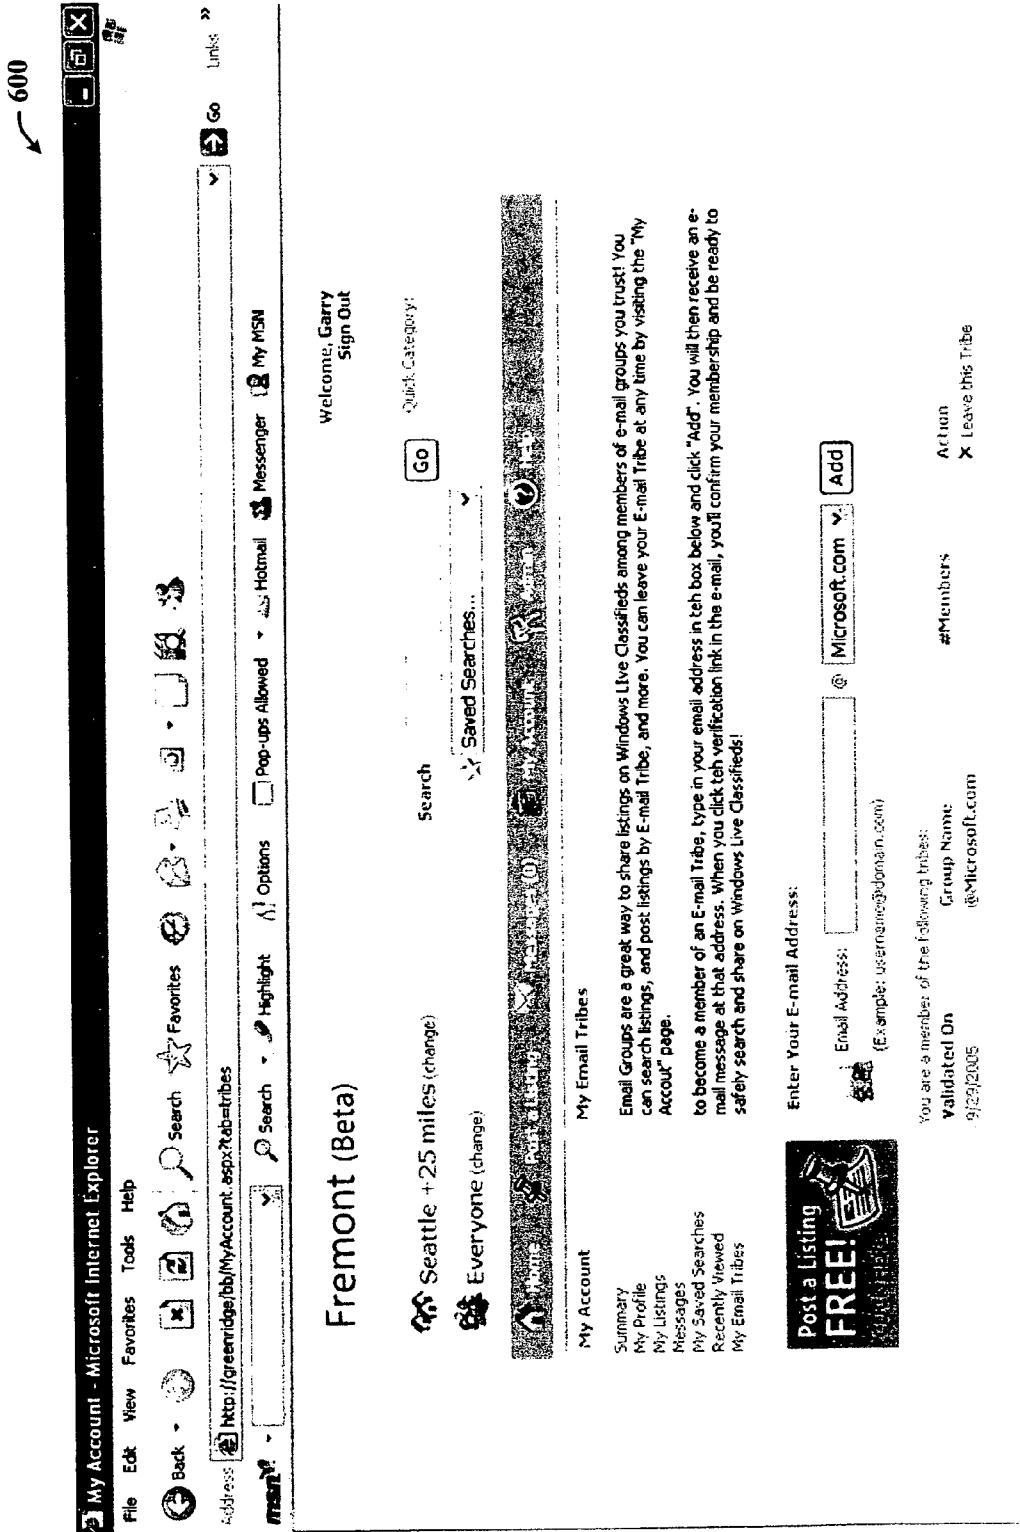 600
My Account - Microsoft Internet Explorer
File Edit View Favorites Tools Help
Back Search Favorites
Address http://greenridge/bb/MyAccount.aspx?tab=tribes Go Links »
msn Search Highlight Options Pop-ups Allowed Hotmail Messenger My MSN
Welcome, Garry
Sign Out
Fremont (Beta)
Seattle +25 miles (change) Search Go Quick Category:
Everyone (change) Saved Searches...
Home Post a Listing Messages (0) My Account Help
My Account
Summary
My Profile
My Listings
Messages
My Saved Searches
Recently Viewed
My Email Tribes
Post a Listing
FREE!
My Email Tribes
Email Groups are a great way to share listings on Windows LIve Classifieds among members of e-mail groups you trust! You
can search listings, and post listings by E-mail Tribe, and more. You can leave your E-mail Tribe at any time by visiting the "My
Accout" page.
to become a member of an E-mail Tribe, type in your email address in teh box below and click "Add". You will then receive an e-
mail message at that address. When you click teh verification link in the e-mail, you'll confirm your membership and be ready to
safely search and share on Windows Live Classifieds!
Enter Your E-mail Address:
Email Address: @ Microsoft.com Add
(Example: username@domain.com)
You are a member of the following tribes:
Validated On Group Name #Members Action
9/29/2005 @Microsoft.com X Leave this Tribe